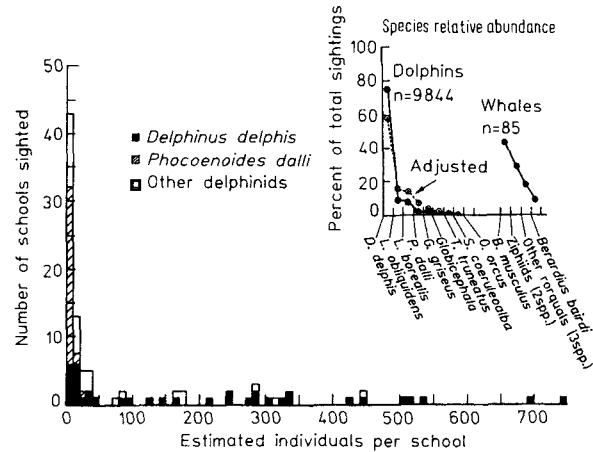 Species relative abundance
Percent of total sightings
100
80
60
40
20
0
Dolphins
n=9844
Whales
n=85
Adjusted
D. delphis
L. obliquidens
L. borealis
P. dalli
G. griseus
Globicephala
T. truneatus
S. coeruleoalba
O. orcus
B. musculus
Ziphiids (2spp.)
Other rorquals (3spp.)
Berardius bairdi
Number of schools sighted
50
40
30
20
10
0
Delphinus delphis
Phocoenoides dalli
Other delphinids
0 100 200 300 400 500 600 700
Estimated individuals per school